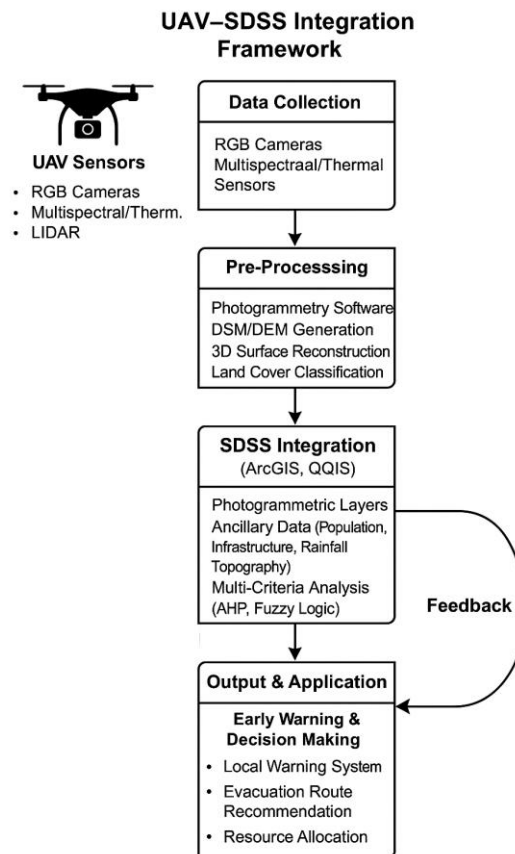 UAV–SDSS Integration
Framework
UAV Sensors
• RGB Cameras
• Multispectral/Therm.
• LIDAR
Data Collection
RGB Cameras
Multispectraal/Thermal
Sensors
Pre-Processsing
Photogrammetry Software
DSM/DEM Generation
3D Surface Reconstruction
Land Cover Classification
SDSS Integration
(ArcGIS, QQIS)
Photogrammetric Layers
Ancillary Data (Population,
Infrastructure, Rainfall
Topography)
Multi-Criteria Analysis
(AHP, Fuzzy Logic)
Feedback
Output & Application
Early Warning &
Decision Making
• Local Warning System
• Evacuation Route
Recommendation
• Resource Allocation